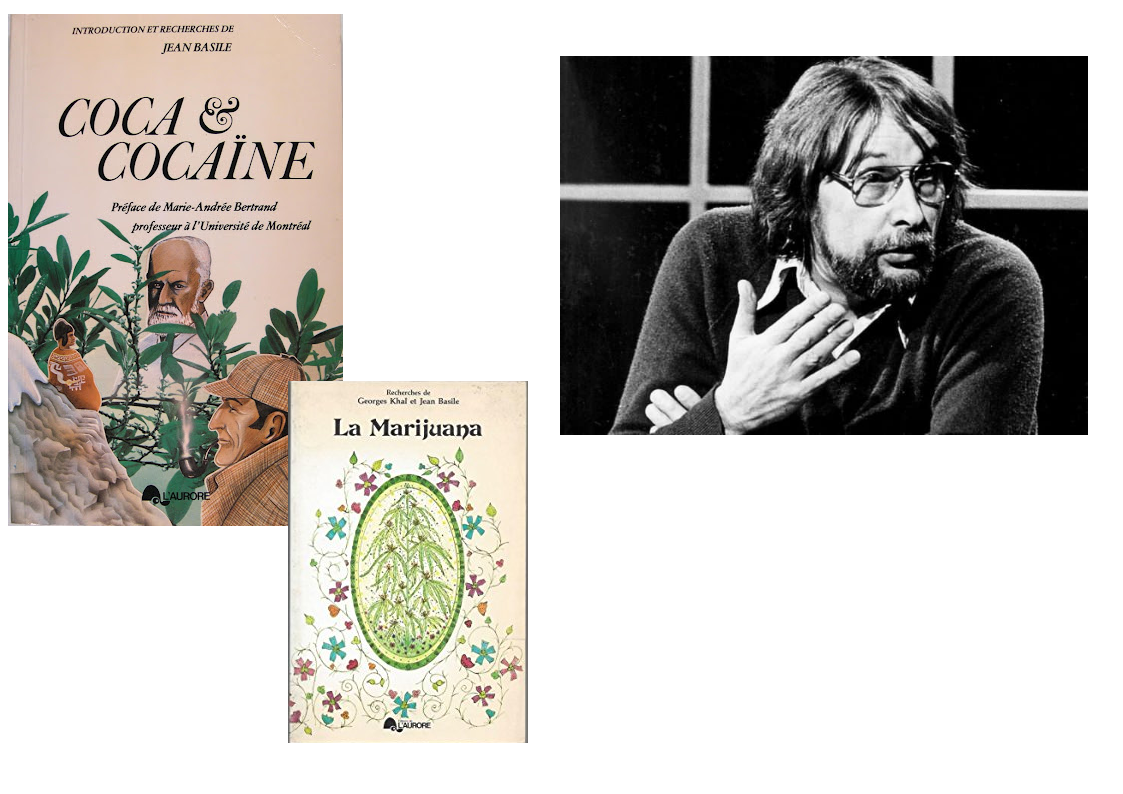 INTRODUCTION ET RECHERCHES DE
JEAN BASILE
COCA &
COCAÏNE
Préface de Marie-Andrée Bertrand
professeur à l'Université de Montréal
L'AURORE
Recherches de
Georges Khal et Jean Basile
La Marijuana
L'AURORE